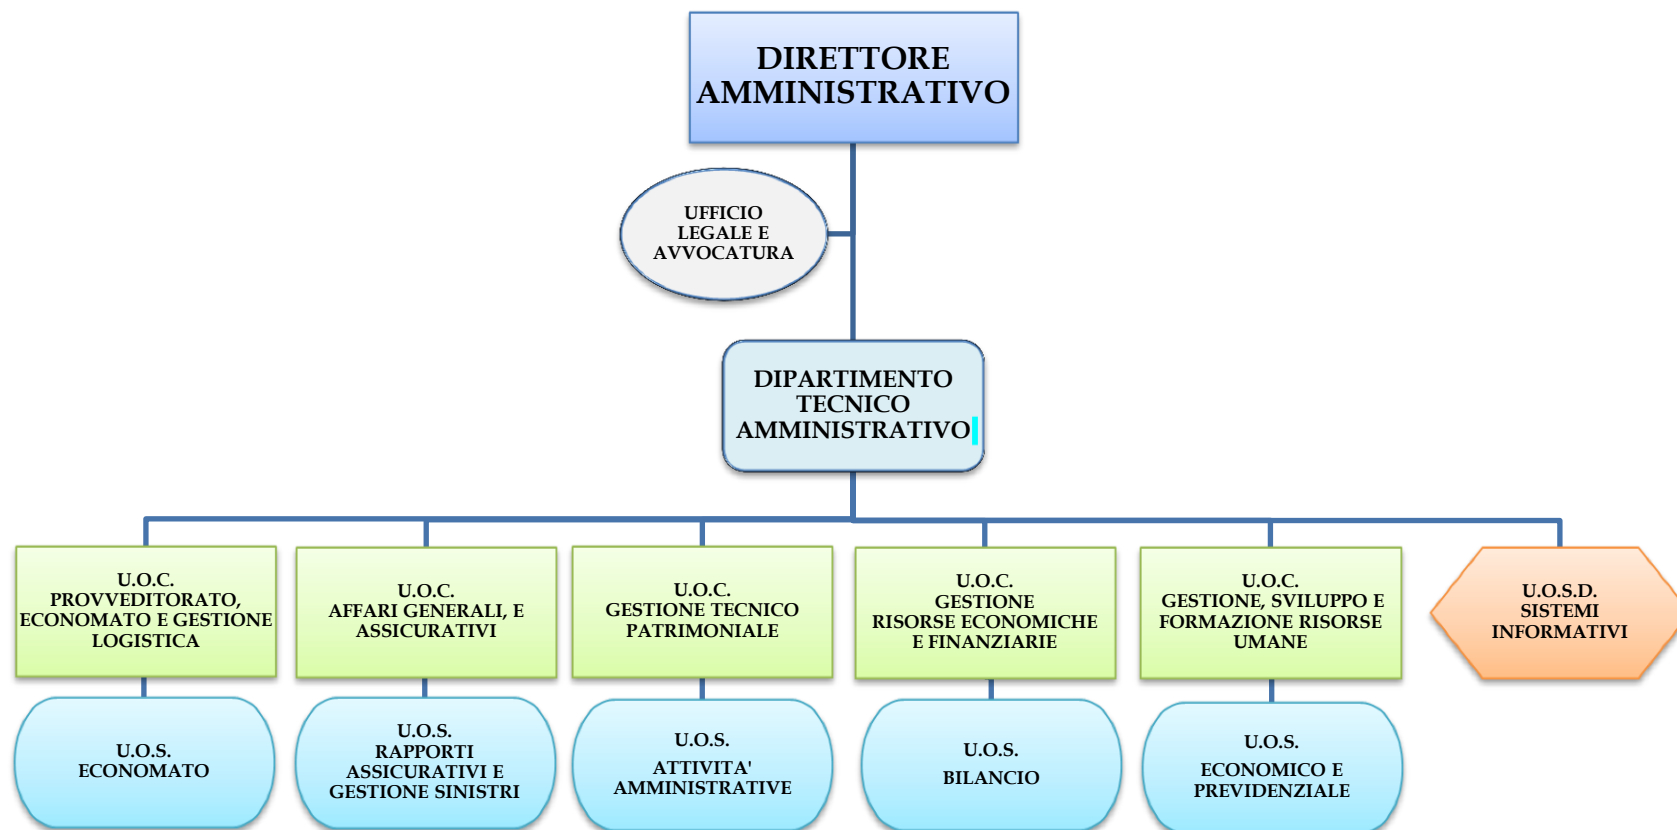 DIRETTORE
AMMINISTRATIVO
UFFICIO
LEGALE E
AVVOCATURA
DIPARTIMENTO
TECNICO
AMMINISTRATIVO
U.O.C.
PROVVEDITORATO,
ECONOMATO E GESTIONE
LOGISTICA
U.O.C.
AFFARI GENERALI, E
ASSICURATIVI
U.O.C.
GESTIONE TECNICO
PATRIMONIALE
U.O.C.
GESTIONE
RISORSE ECONOMICHE
E FINANZIARIE
U.O.C.
GESTIONE, SVILUPPO E
FORMAZIONE RISORSE
UMANE
U.O.S.D.
SISTEMI
INFORMATIVI
U.O.S.
ECONOMATO
U.O.S.
RAPPORTI
ASSICURATIVI E
GESTIONE SINISTRI
U.O.S.
ATTIVITA'
AMMINISTRATIVE
U.O.S.
BILANCIO
U.O.S.
ECONOMICO E
PREVIDENZIALE